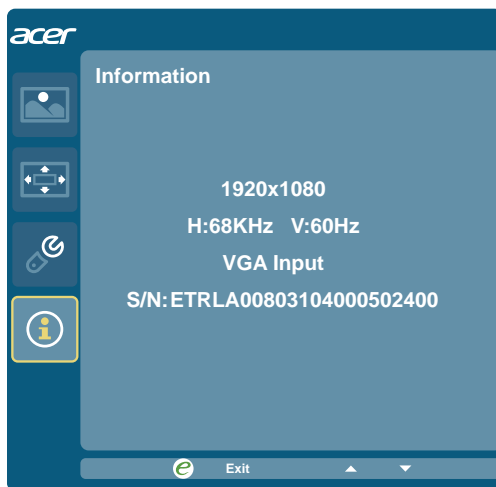 acer
Information
1920x1080
H:68KHz V:60Hz
VGA Input
S/N:ETRLA00803104000502400
e Exit